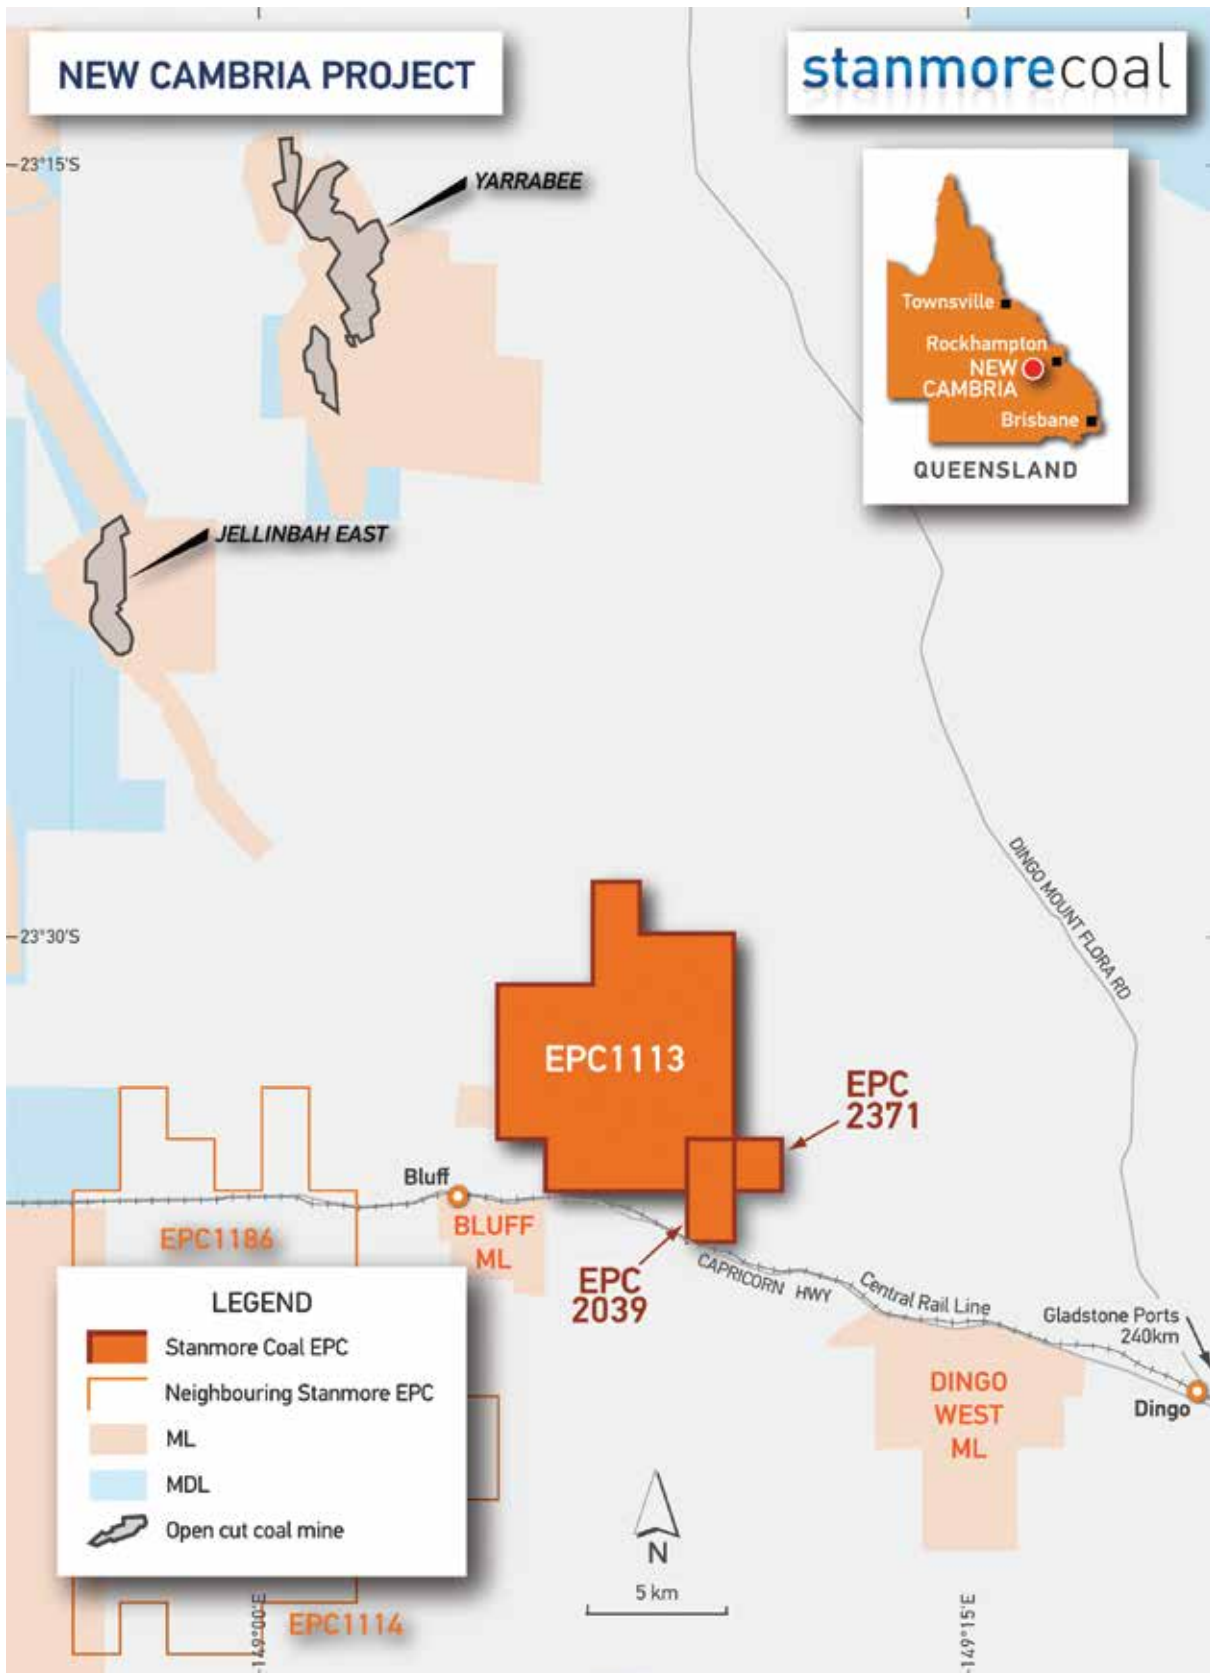 NEW CAMBRIA PROJECT
stanmorecoal
23°15'S
YARRABEE
Townsville
Rockhampton
NEW
CAMBRIA
Brisbane
QUEENSLAND
JELLINBAH EAST
DINGO MOUNT FLORA RD
23°30'S
EPC1113
EPC
2371
Bluff
EPC1186
BLUFF
ML
EPC
2039
CAPRICORN HWY
Central Rail Line
Gladstone Ports
240km
Dingo
DINGO
WEST
ML
LEGEND
Stanmore Coal EPC
Neighbouring Stanmore EPC
ML
MDL
Open cut coal mine
N
5 km
EPC1114
149°00'E
149°15'E